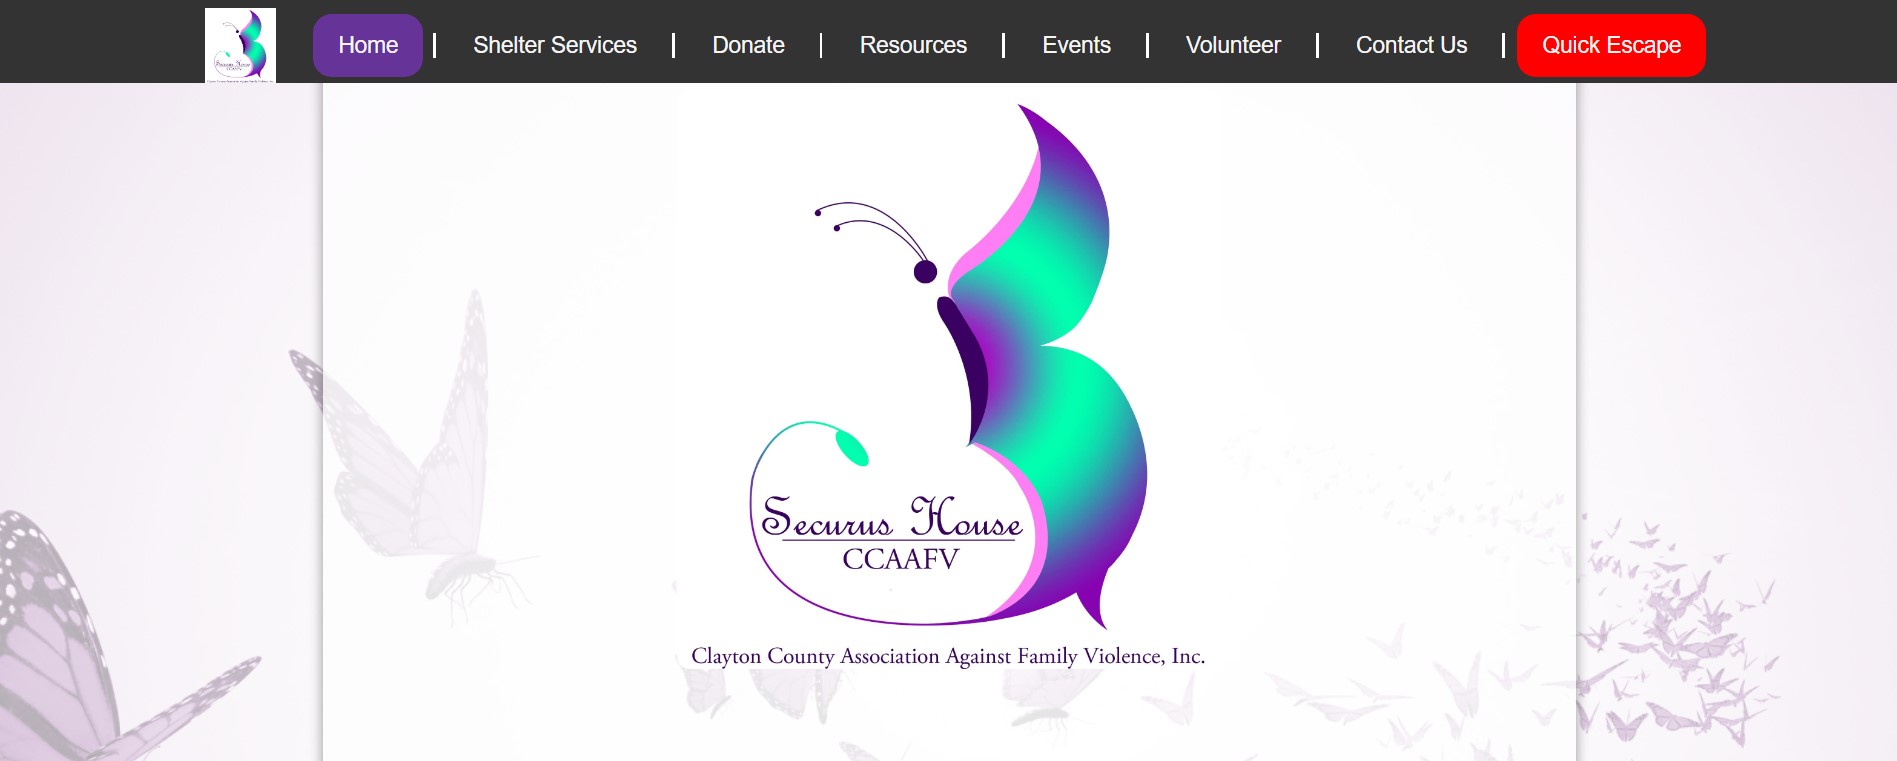 Home
Shelter Services
Donate
Resources
Events
Volunteer
Contact Us
Quick Escape
Securus House
CCAAFV
Clayton County Association Against Family Violence, Inc.